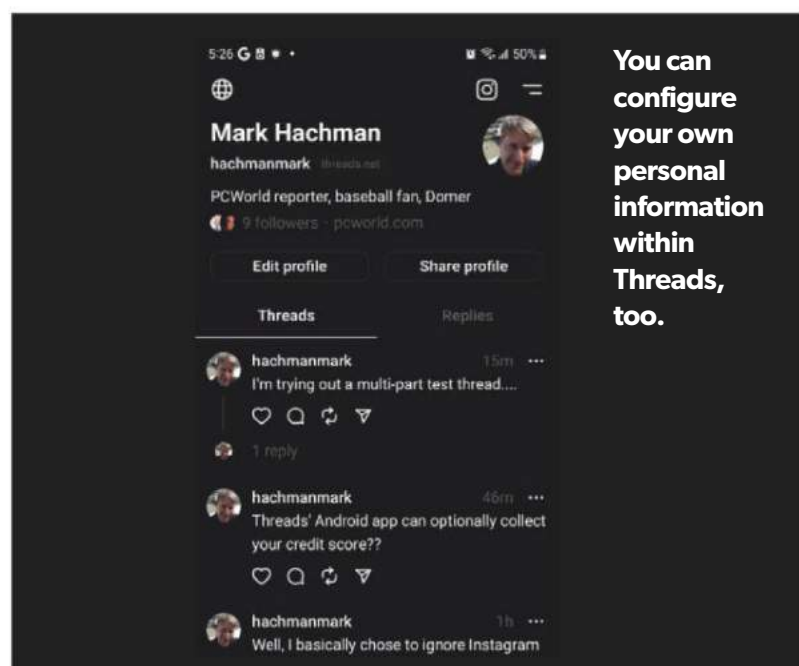 5:26
50%
Mark Hachman
hachmanmark threads.net
PCWorld reporter, baseball fan, Domer
9 followers · pcworld.com
Edit profile
Share profile
Threads
Replies
hachmanmark 15m
I'm trying out a multi-part test thread....
1 reply
hachmanmark 46m
Threads' Android app can optionally collect
your credit score??
hachmanmark 1h
Well, I basically chose to ignore Instagram
You can
configure
your own
personal
information
within
Threads,
too.